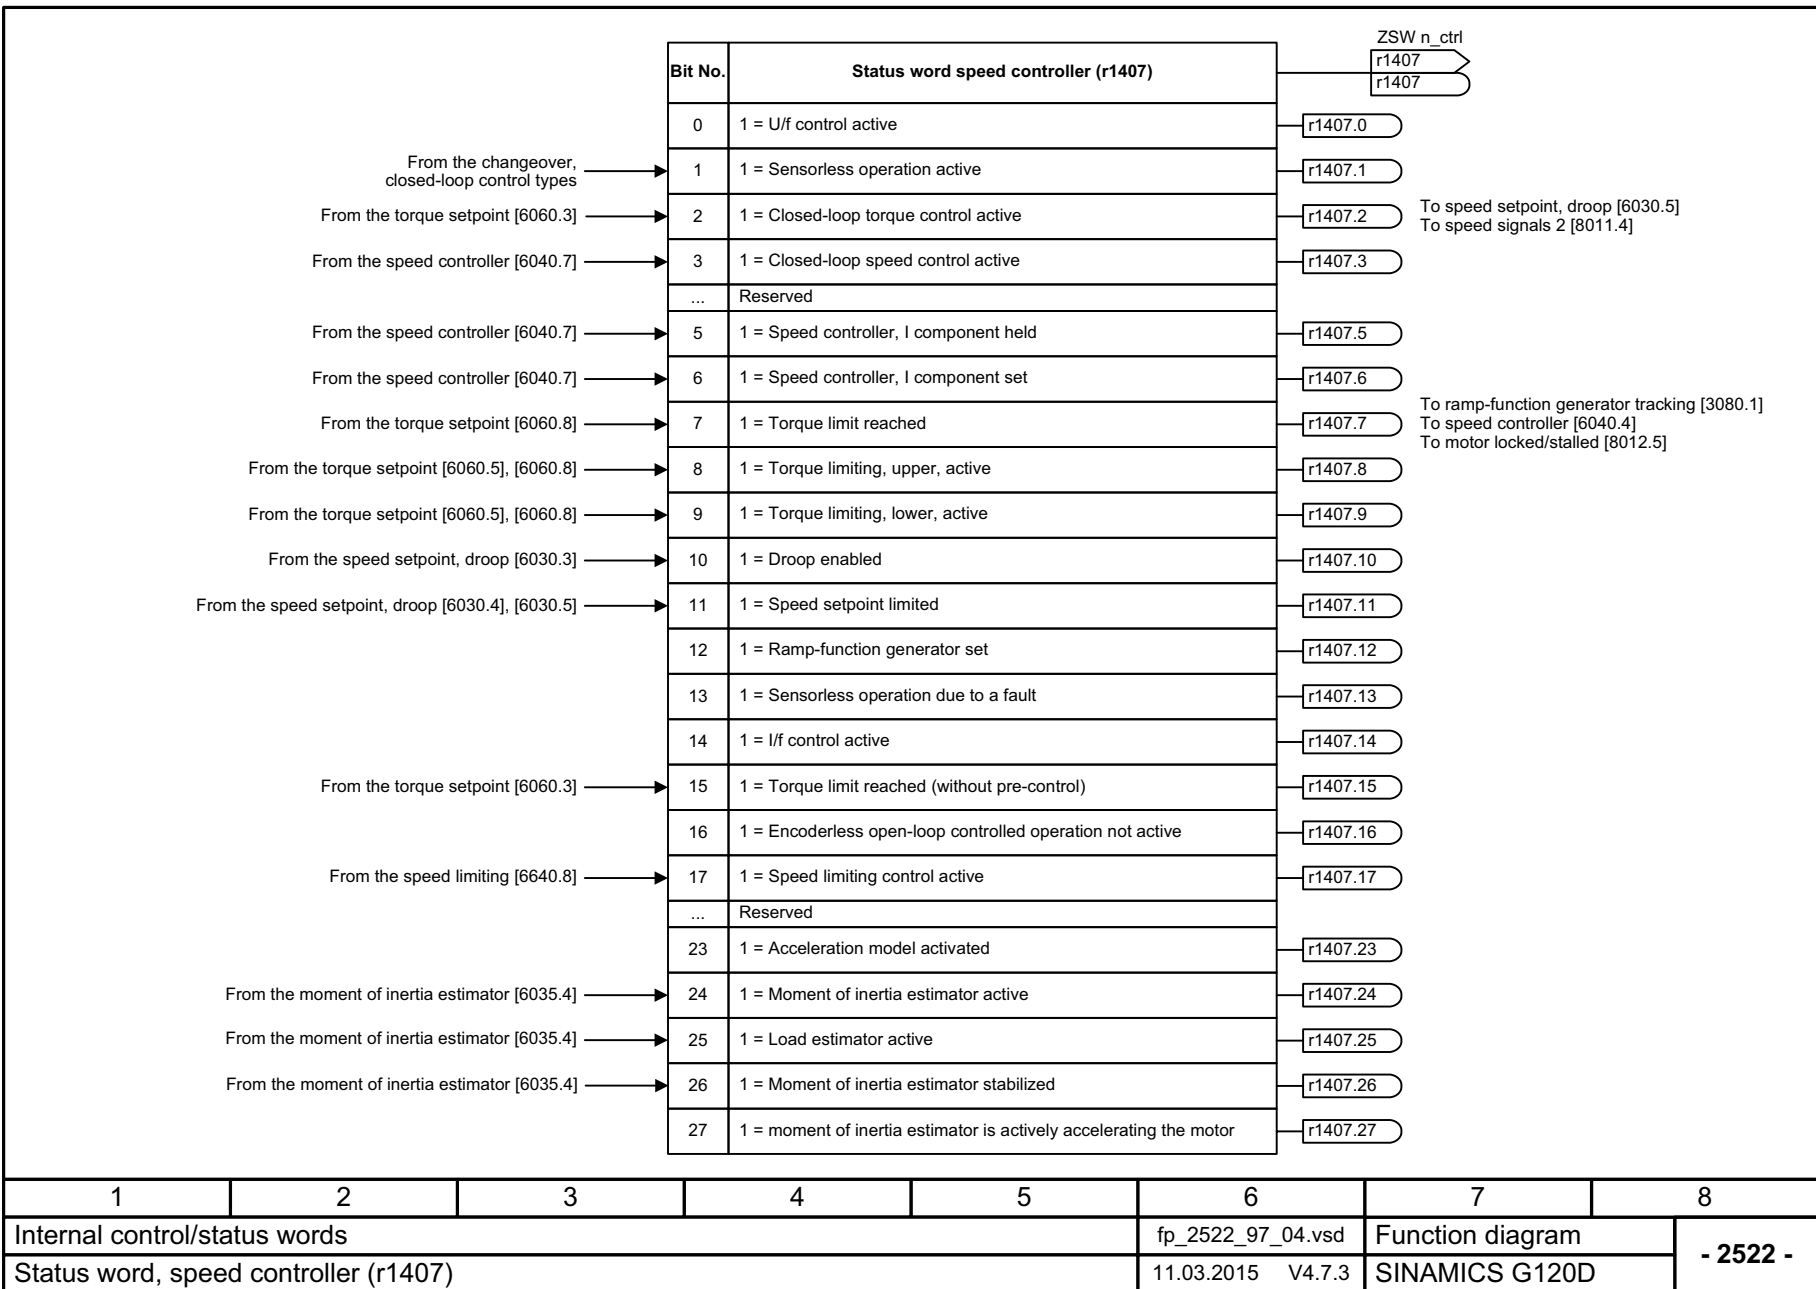 ZSW n_ctrl
Bit No. Status word speed controller (r1407) r1407
r1407
0 1 = U/f control active r1407.0
From the changeover,
closed-loop control types 1 1 = Sensorless operation active r1407.1
From the torque setpoint [6060.3] 2 1 = Closed-loop torque control active r1407.2 To speed setpoint, droop [6030.5]
To speed signals 2 [8011.4]
From the speed controller [6040.7] 3 1 = Closed-loop speed control active r1407.3
... Reserved
From the speed controller [6040.7] 5 1 = Speed controller, I component held r1407.5
From the speed controller [6040.7] 6 1 = Speed controller, I component set r1407.6
To ramp-function generator tracking [3080.1]
From the torque setpoint [6060.8] 7 1 = Torque limit reached r1407.7 To speed controller [6040.4]
To motor locked/stalled [8012.5]
From the torque setpoint [6060.5], [6060.8] 8 1 = Torque limiting, upper, active r1407.8
From the torque setpoint [6060.5], [6060.8] 9 1 = Torque limiting, lower, active r1407.9
From the speed setpoint, droop [6030.3] 10 1 = Droop enabled r1407.10
From the speed setpoint, droop [6030.4], [6030.5] 11 1 = Speed setpoint limited r1407.11
12 1 = Ramp-function generator set r1407.12
13 1 = Sensorless operation due to a fault r1407.13
14 1 = I/f control active r1407.14
From the torque setpoint [6060.3] 15 1 = Torque limit reached (without pre-control) r1407.15
16 1 = Encoderless open-loop controlled operation not active r1407.16
From the speed limiting [6640.8] 17 1 = Speed limiting control active r1407.17
... Reserved
23 1 = Acceleration model activated r1407.23
From the moment of inertia estimator [6035.4] 24 1 = Moment of inertia estimator active r1407.24
From the moment of inertia estimator [6035.4] 25 1 = Load estimator active r1407.25
From the moment of inertia estimator [6035.4] 26 1 = Moment of inertia estimator stabilized r1407.26
27 1 = moment of inertia estimator is actively accelerating the motor r1407.27
1 2 3 4 5 6 7 8
Internal control/status words fp_2522_97_04.vsd Function diagram - 2522 -
Status word, speed controller (r1407) 11.03.2015 V4.7.3 SINAMICS G120D